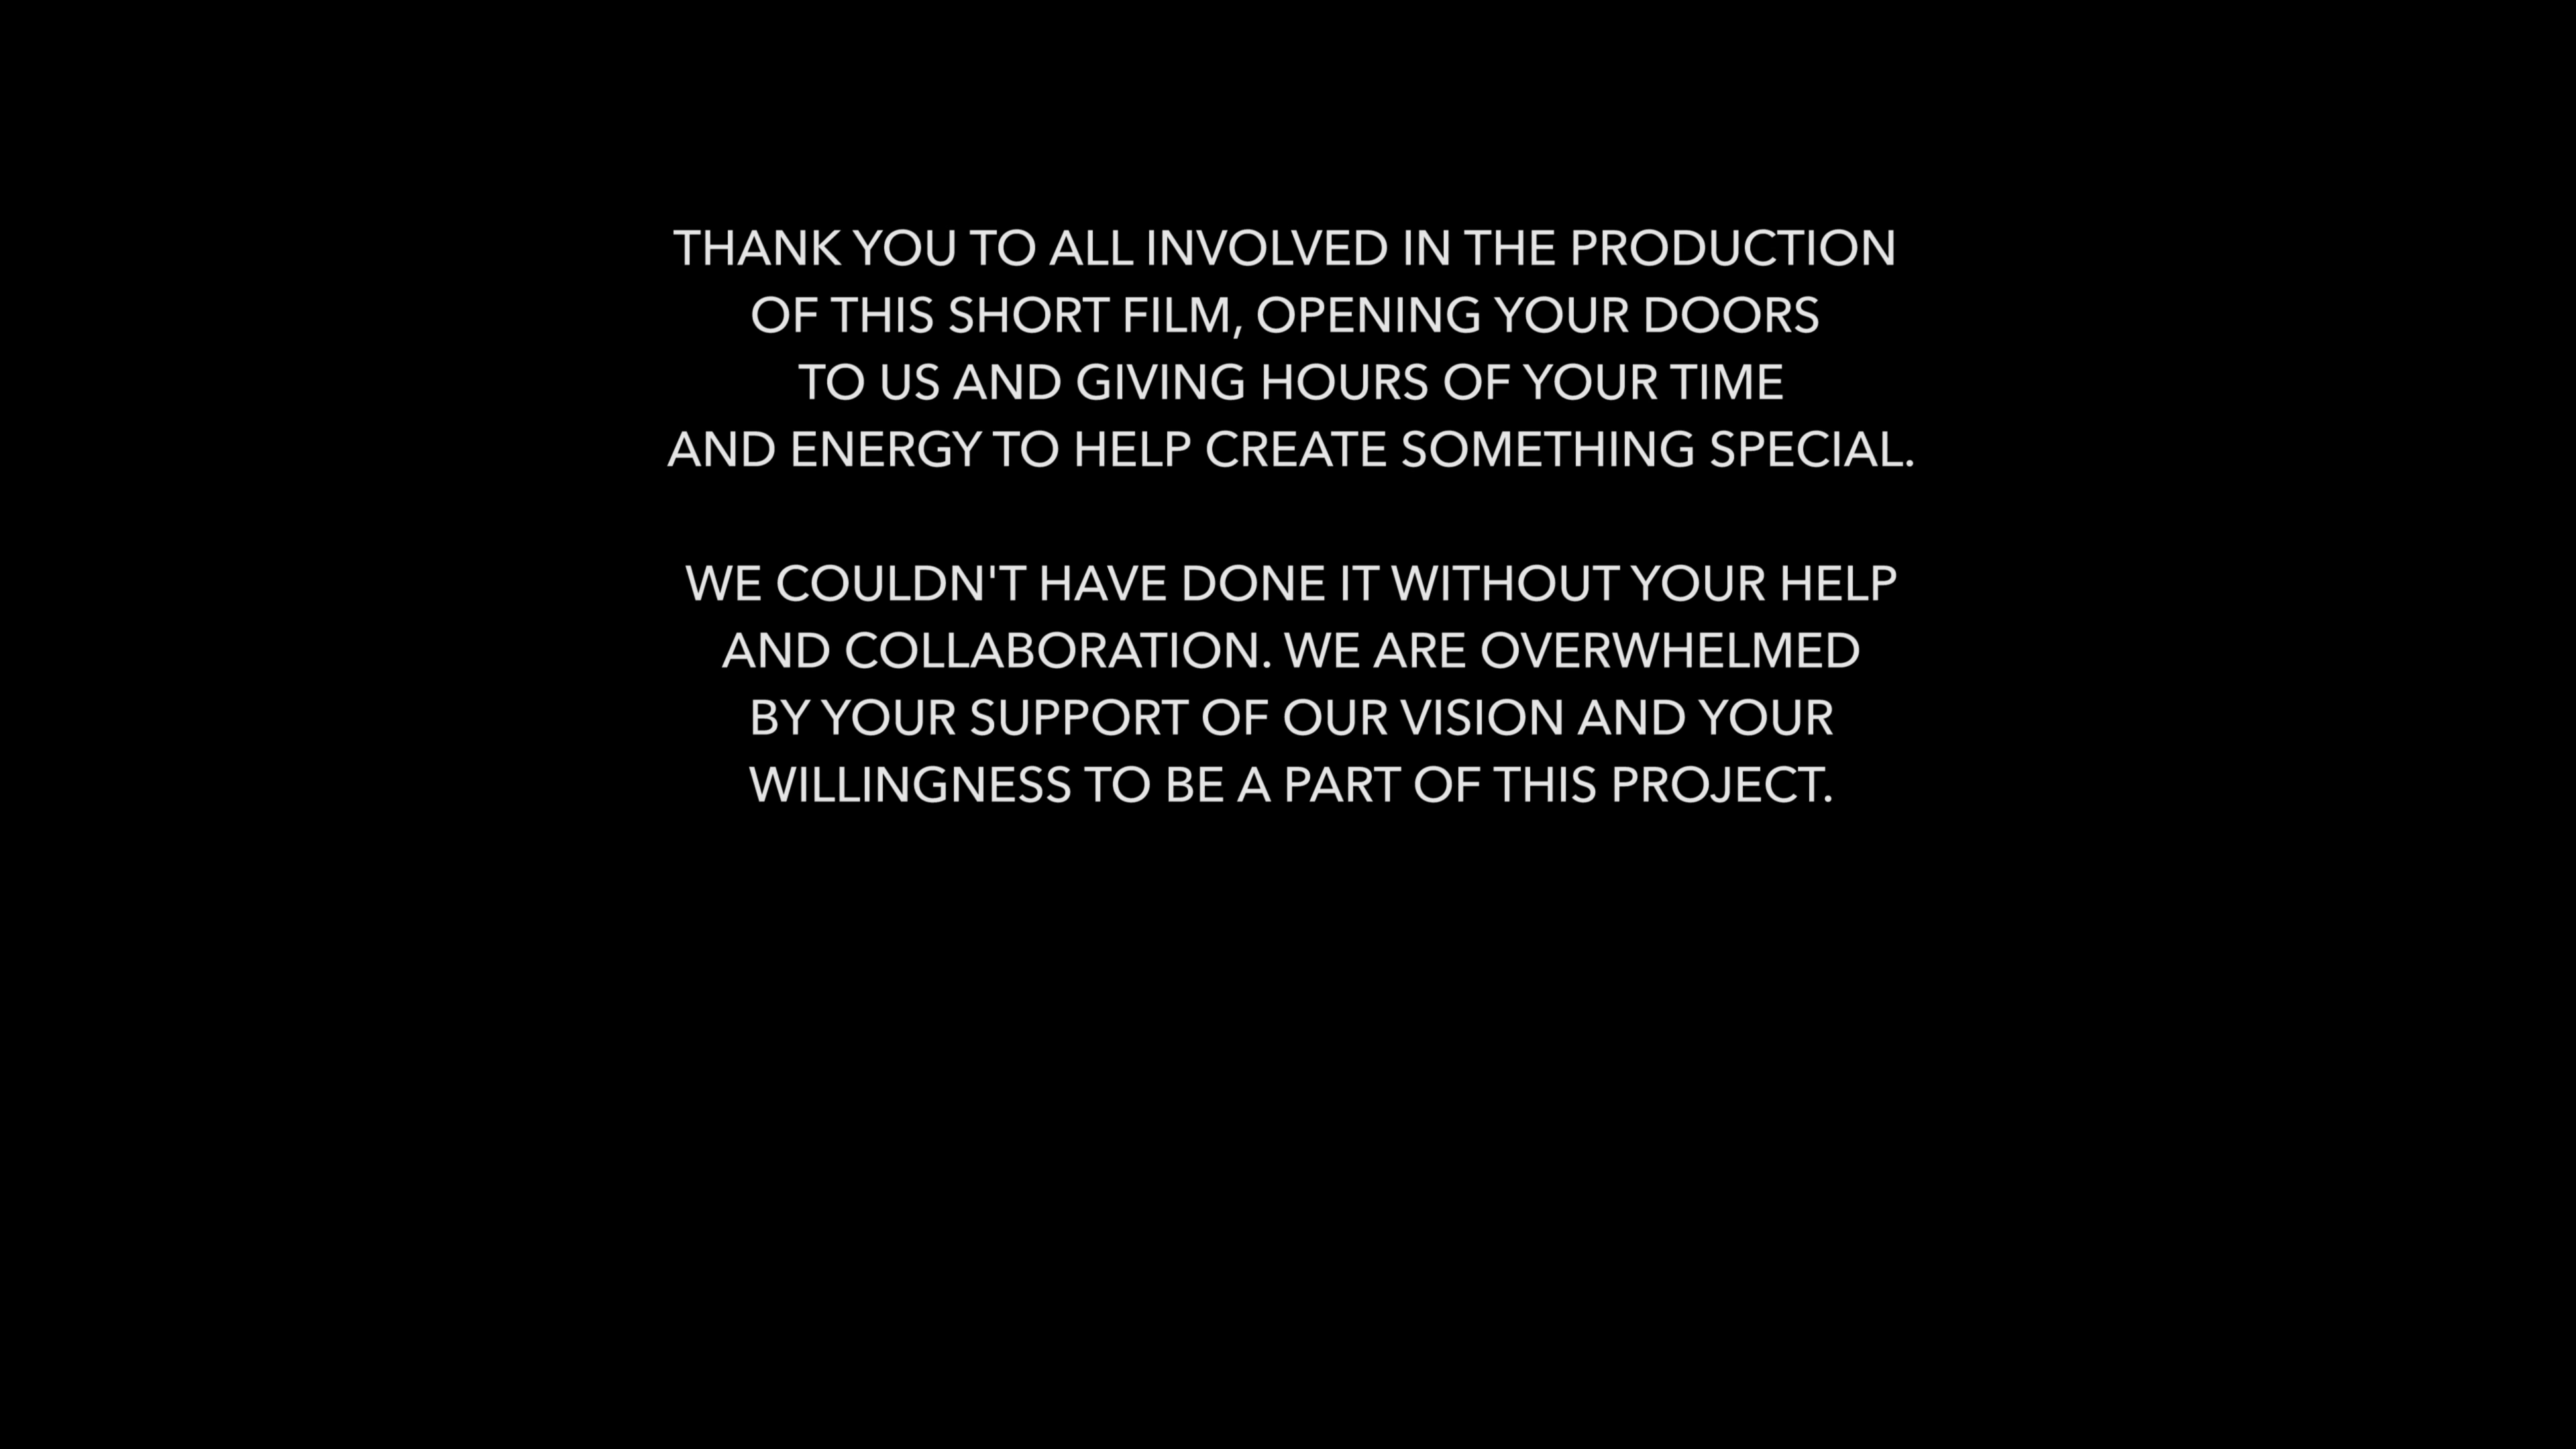 THANK YOU TO ALL INVOLVED IN THE PRODUCTION
OF THIS SHORT FILM, OPENING YOUR DOORS
TO US AND GIVING HOURS OF YOUR TIME
AND ENERGY TO HELP CREATE SOMETHING SPECIAL.
WE COULDN'T HAVE DONE IT WITHOUT YOUR HELP
AND COLLABORATION. WE ARE OVERWHELMED
BY YOUR SUPPORT OF OUR VISION AND YOUR
WILLINGNESS TO BE A PART OF THIS PROJECT.